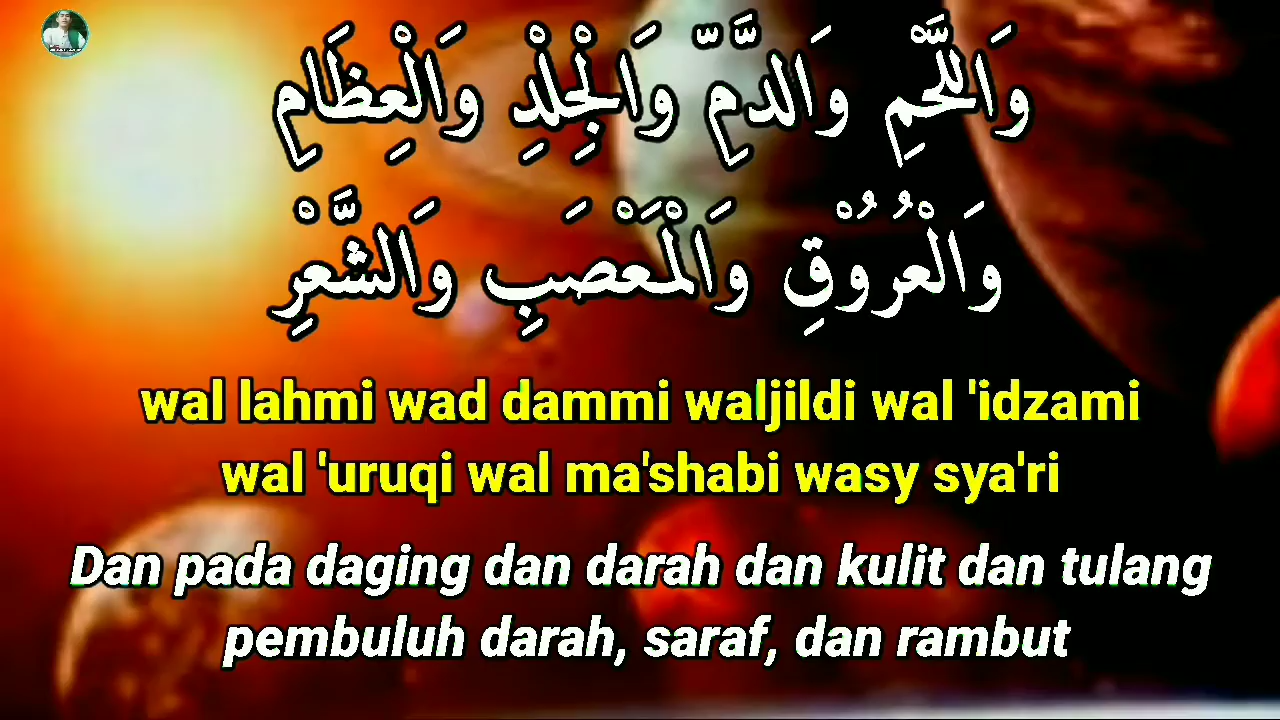 وَاللَّحْمِ وَالدَّمِّ وَالْجِلْدِ وَالْعِظَامِ
وَالْعُرُوْقِ وَالْمَعْصَبِ وَالشَّعْرِ
wal lahmi wad dammi waljildi wal 'idzami
wal 'uruqi wal ma'shabi wasy sya'ri
Dan pada daging dan darah dan kulit dan tulang
pembuluh darah, saraf, dan rambut